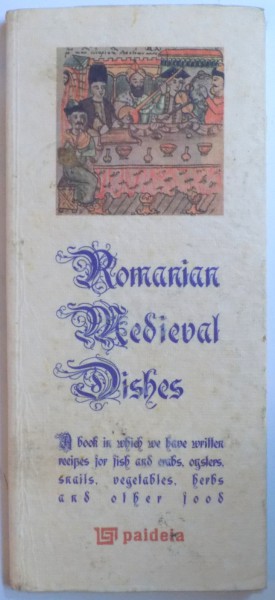 Romanian
Medieval
Dishes
A book in which we have written
recipes for fish and crabs, oysters,
snails, vegetables, herbs
and other food
paideia